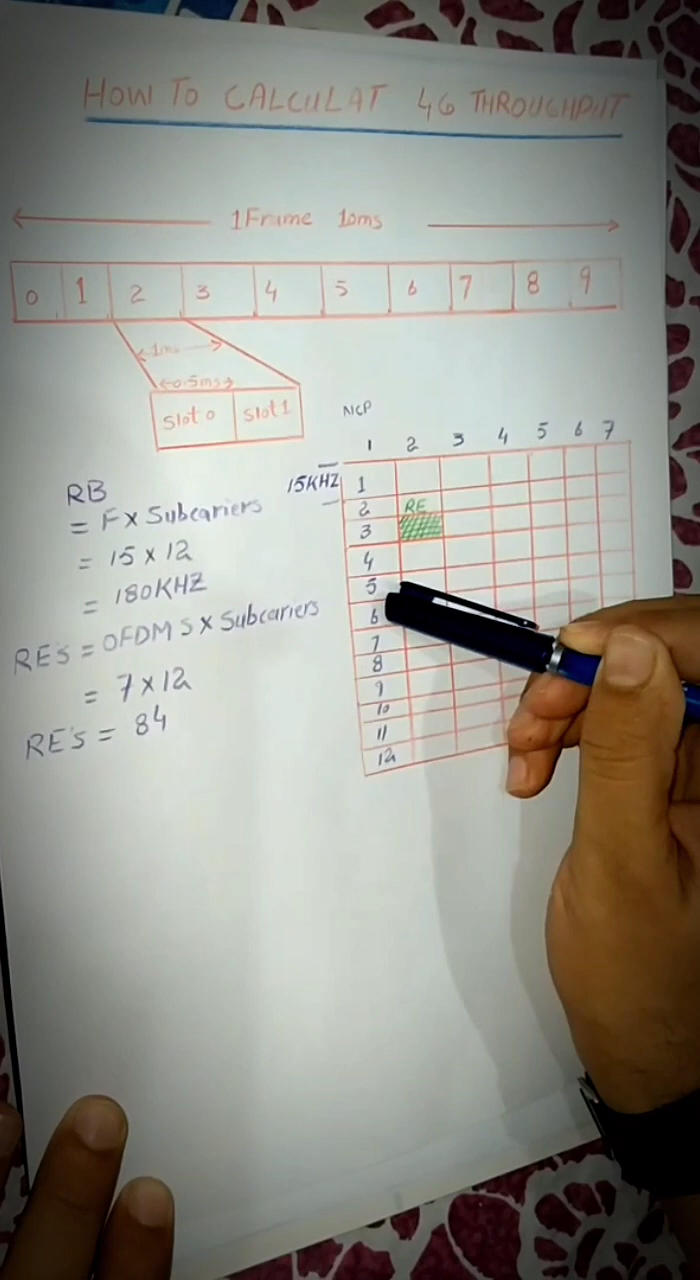 HOW TO CALCULAT 4G THROUGHPUT
1 Frame 10ms
0 1 2 3 4 5 6 7 8 9
1ms
0.5ms
Slot 0 Slot 1
NCP
1 2 3 4 5 6 7
15KHZ
1
2 RE
3
4
5
6
7
8
9
10
11
12
RB
= F x Subcariers
= 15 x 12
= 180KHZ
RE'S = OFDM S x Subcariers
= 7 x 12
RE'S = 84